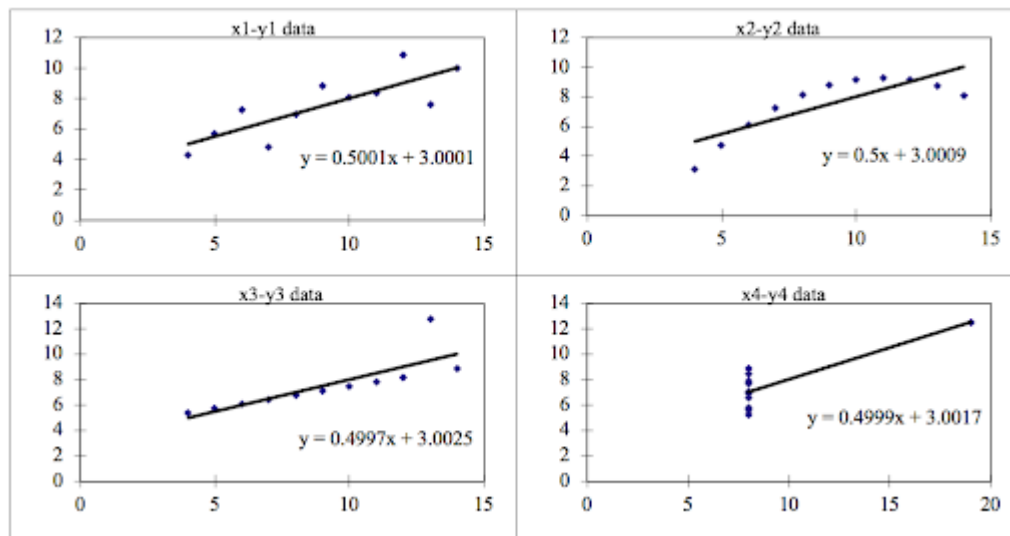 x1-y1 data
12
10
8
6
4
2
0
0 5 10 15
y = 0.5001x + 3.0001
x2-y2 data
12
10
8
6
4
2
0
0 5 10 15
y = 0.5x + 3.0009
x3-y3 data
14
12
10
8
6
4
2
0
0 5 10 15
y = 0.4997x + 3.0025
x4-y4 data
14
12
10
8
6
4
2
0
0 5 10 15 20
y = 0.4999x + 3.0017